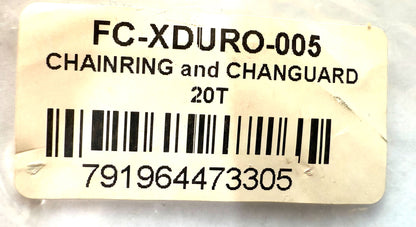 FC-XDURO-005
CHAINRING and CHANGUARD
20T
791964473305